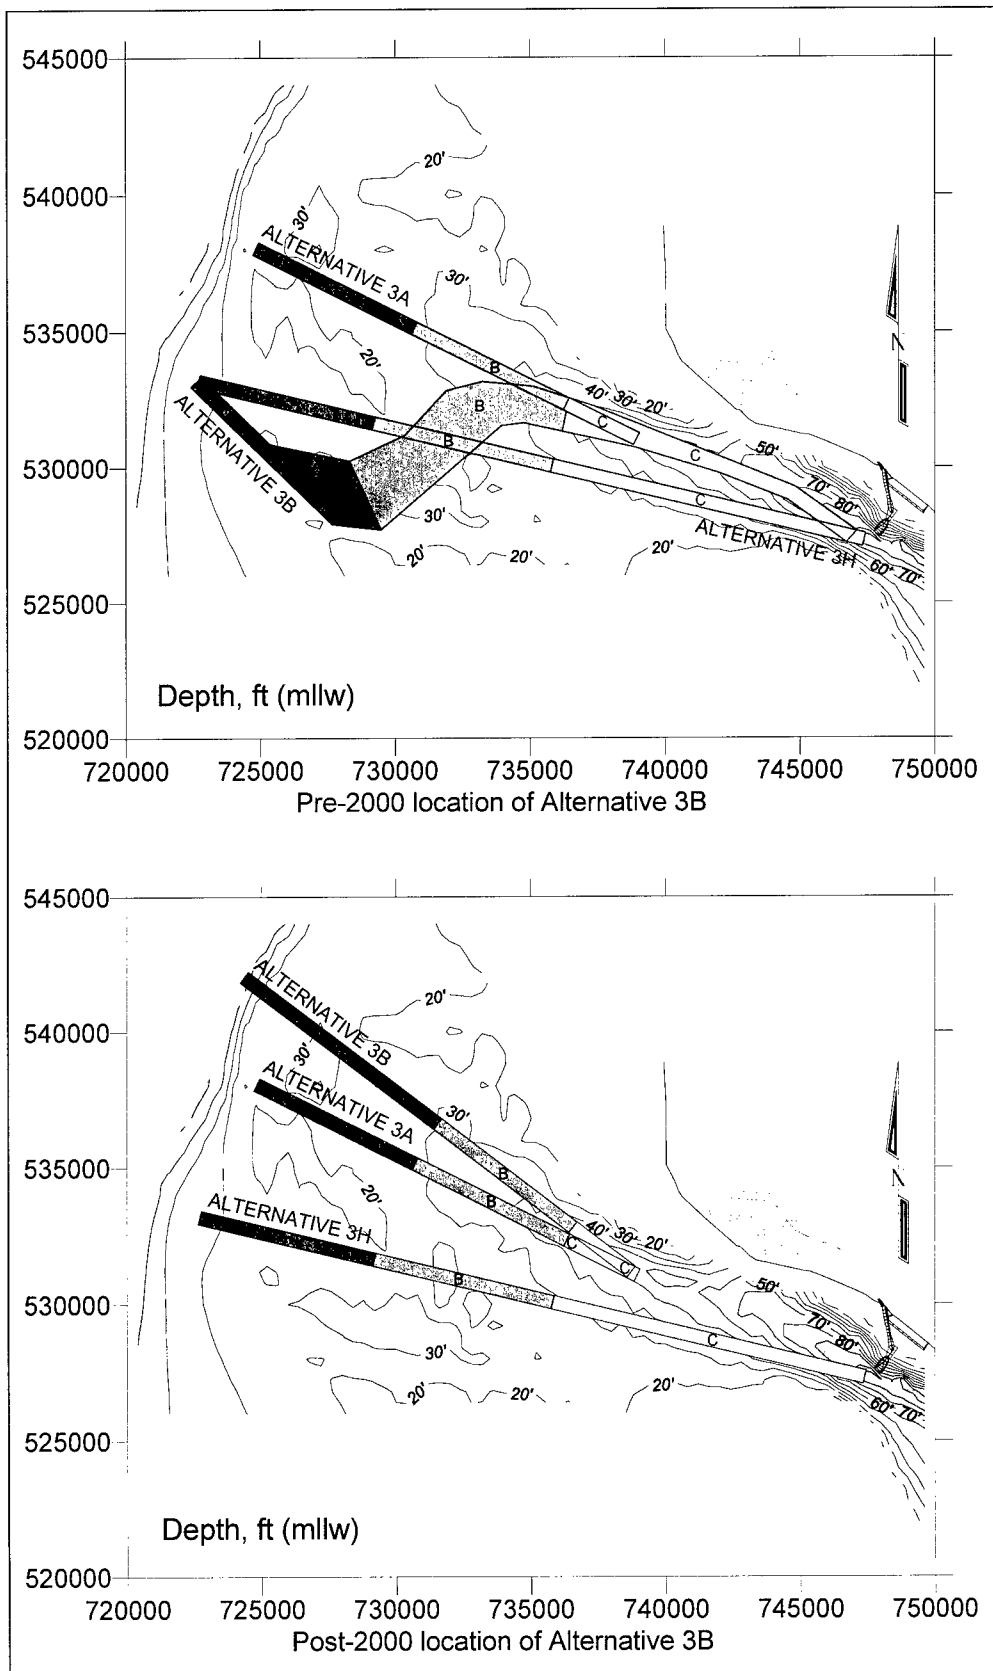 545000
540000
535000
530000
525000
520000
720000 725000 730000 735000 740000 745000 750000
20'
30'
ALTERNATIVE 3A
30'
20'
B
B
40' 30' 20'
C
ALTERNATIVE 3B
B
C
50'
70' 80'
30'
C
ALTERNATIVE 3H
20' 20' 20'
60' 70'
N
Depth, ft (mllw)
Pre-2000 location of Alternative 3B
545000
540000
535000
530000
525000
520000
720000 725000 730000 735000 740000 745000 750000
ALTERNATIVE 3B
20'
30'
ALTERNATIVE 3A
30'
20'
B
B
ALTERNATIVE 3H
40' 30' 20'
C
C
B
50'
70' 80'
C
30'
20' 20' 20'
60' 70'
N
Depth, ft (mllw)
Post-2000 location of Alternative 3B